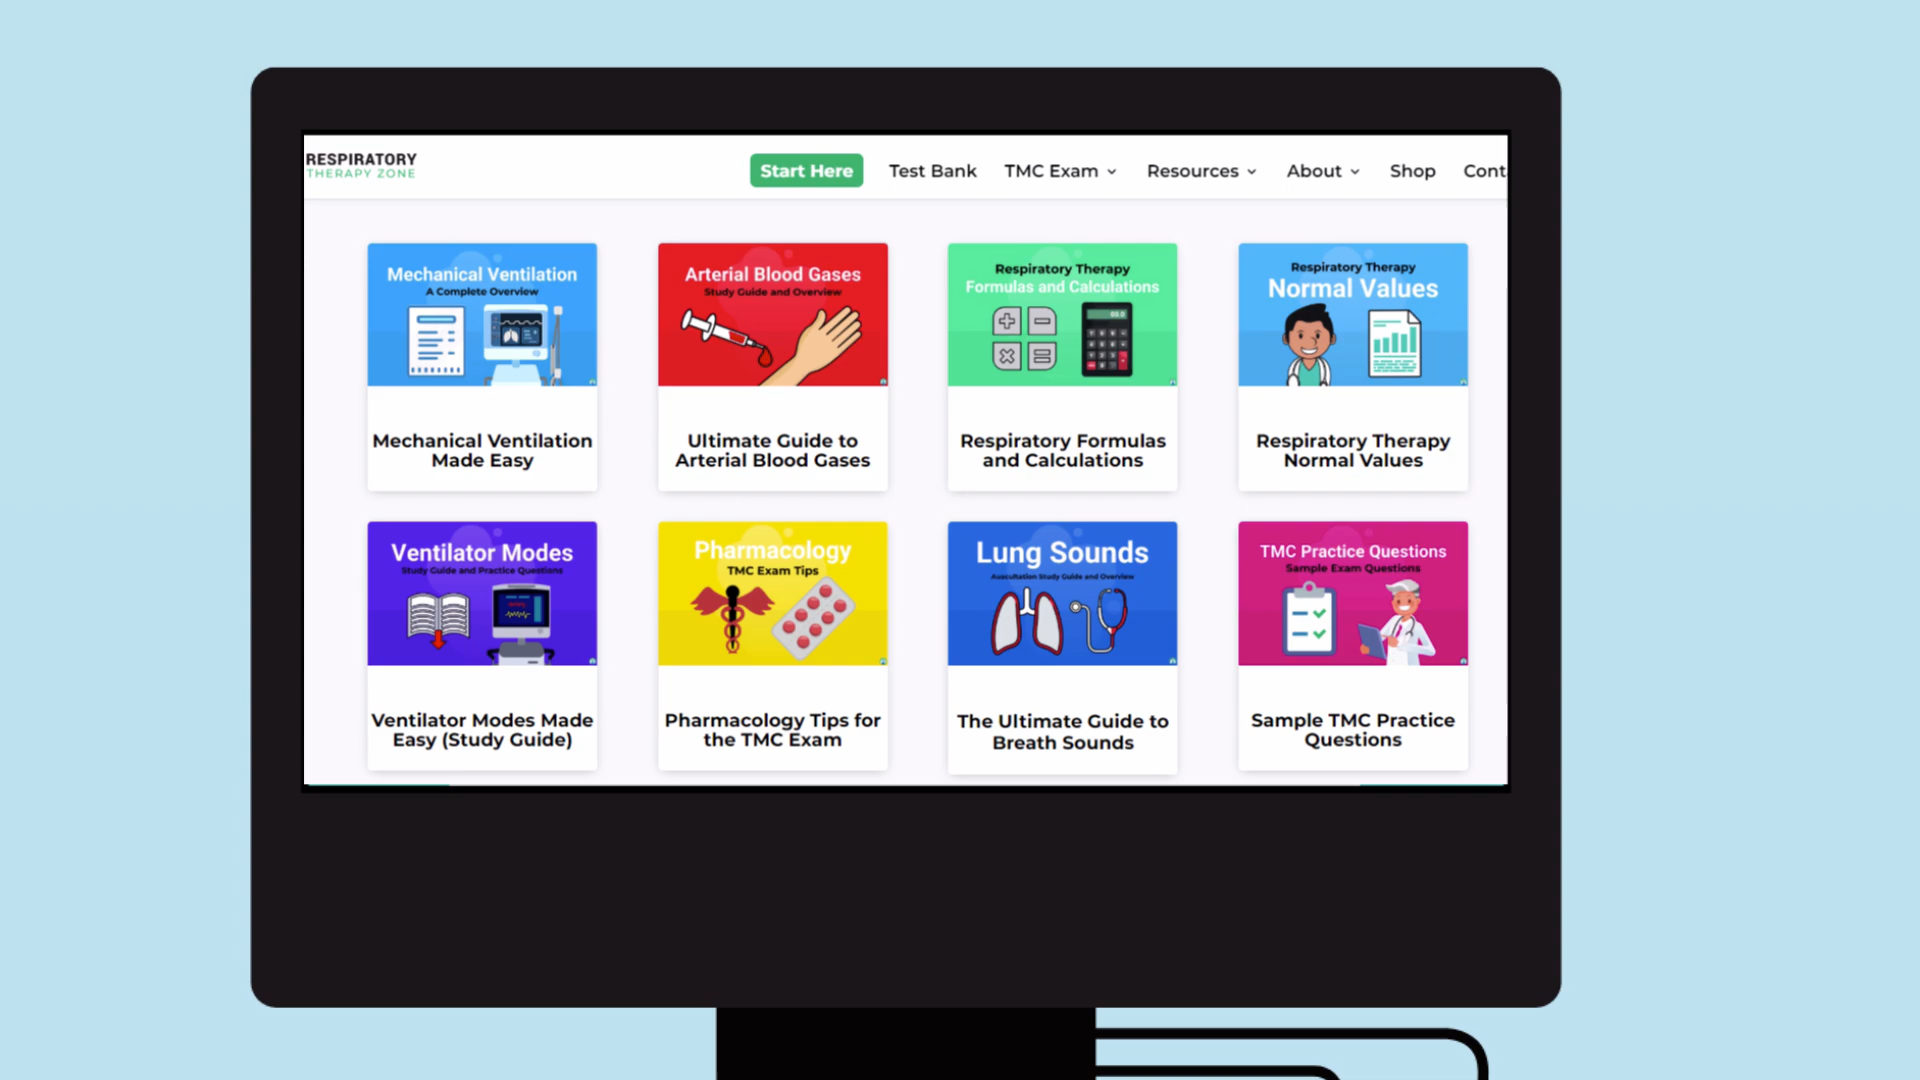 RESPIRATORY
THERAPY ZONE
Start Here
Test Bank
TMC Exam
Resources
About
Shop
Cont
Mechanical Ventilation
A Complete Overview
Arterial Blood Gases
Study Guide and Overview
Respiratory Therapy
Formulas and Calculations
Respiratory Therapy
Normal Values
Mechanical Ventilation
Made Easy
Ultimate Guide to
Arterial Blood Gases
Respiratory Formulas
and Calculations
Respiratory Therapy
Normal Values
Ventilator Modes
Study Guide and Practice Questions
Pharmacology
TMC Exam Tips
Lung Sounds
Auscultation Study Guide and Overview
TMC Practice Questions
Sample Exam Questions
Ventilator Modes Made
Easy (Study Guide)
Pharmacology Tips for
the TMC Exam
The Ultimate Guide to
Breath Sounds
Sample TMC Practice
Questions